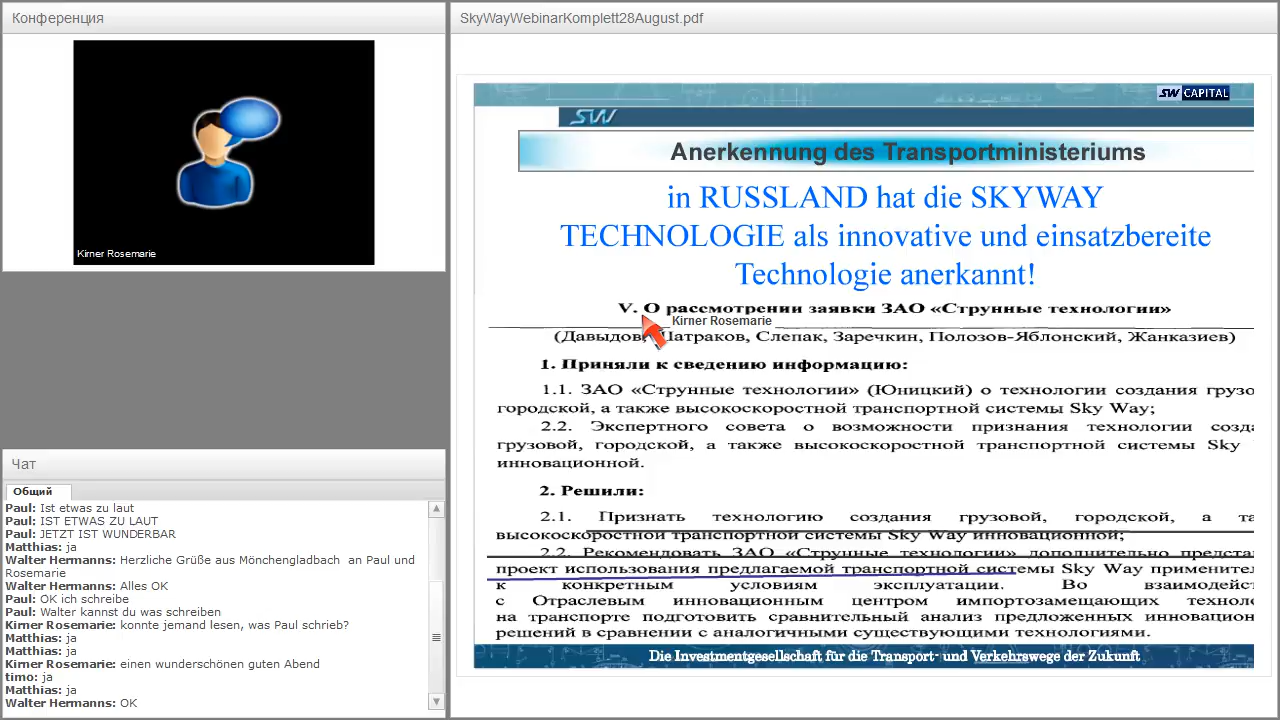 Конференция
Kirner Rosemarie
Чат
Общий
Paul: Ist etwas zu laut
Paul: IST ETWAS ZU LAUT
Paul: JETZT IST WUNDERBAR
Matthias: ja
Walter Hermanns: Herzliche Grüße aus Mönchengladbach an Paul und
Rosemarie
Walter Hermanns: Alles OK
Paul: OK ich schreibe
Paul: Walter kannst du was schreiben
Kirner Rosemarie: konnte jemand lesen, was Paul schrieb?
Matthias: ja
Matthias: ja
Kirner Rosemarie: einen wunderschönen guten Abend
timo: ja
Matthias: ja
Walter Hermanns: OK
SkyWayWebinarKomplett28August.pdf
SW CAPITAL
SW
Anerkennung des Transportministeriums
in RUSSLAND hat die SKYWAY
TECHNOLOGIE als innovative und einsatzbereite
Technologie anerkannt!
V. О рассмотрении заявки ЗАО «Струнные технологии»
Kirner Rosemarie
(Давыдов, Патраков, Слепак, Заречкин, Полозов-Яблонский, Жанказиев)
1. Приняли к сведению информацию:
1.1. ЗАО «Струнные технологии» (Юницкий) о технологии создания грузо
городской, а также высокоскоростной транспортной системы Sky Way;
2.2. Экспертного совета о возможности признания технологии созда
грузовой, городской, а также высокоскоростной транспортной системы Sky
инновационной.
2. Решили:
2.1. Признать технологию создания грузовой, городской, а та
высокоскоростной транспортной системы Sky Way инновационной;
2.2. Рекомендовать ЗАО «Струнные технологии» дополнительно предста
проект использования предлагаемой транспортной системы Sky Way применител
к конкретным условиям эксплуатации. Во взаимодейст
с Отраслевым инновационным центром импортозамещающих техноло
на транспорте подготовить сравнительный анализ предложенных инновацион
решений в сравнении с аналогичными существующими технологиями.
Die Investmentgesellschaft für die Transport- und Verkehrswege der Zukunft